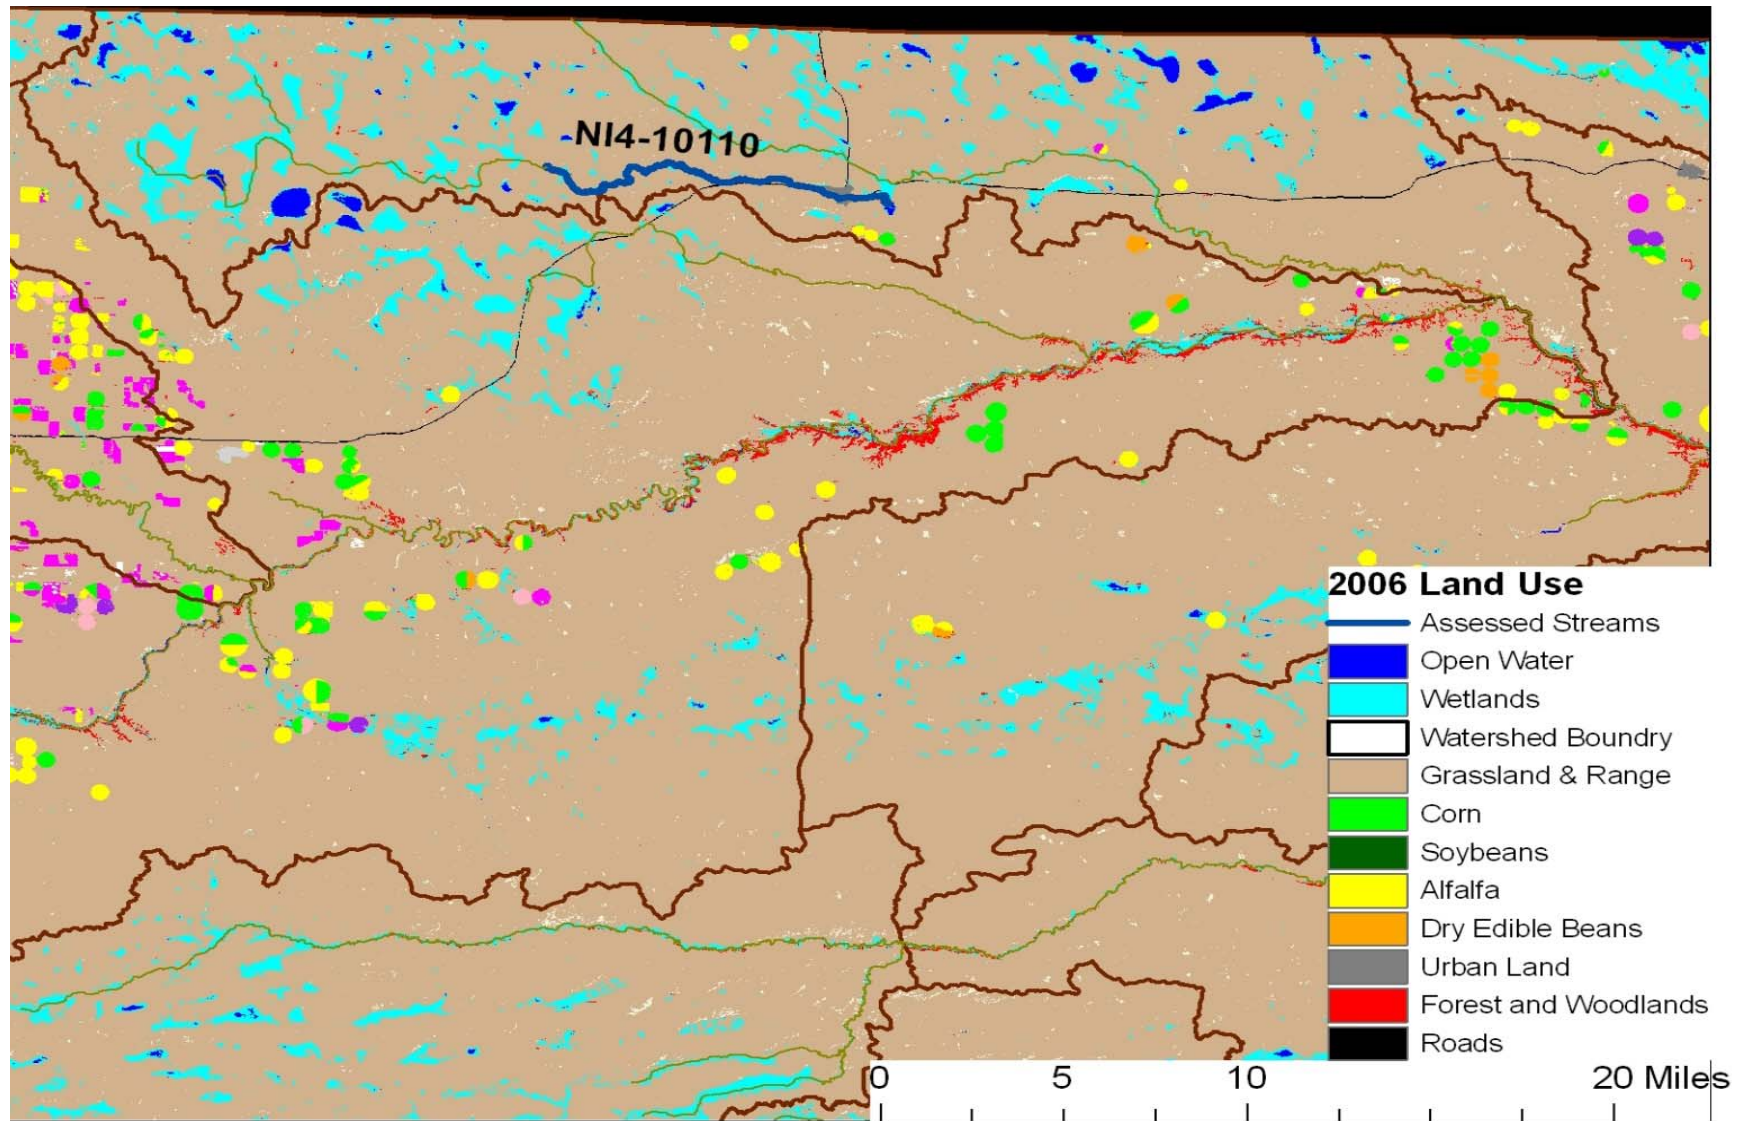 NI4-10110
2006 Land Use
Assessed Streams
Open Water
Wetlands
Watershed Boundry
Grassland & Range
Corn
Soybeans
Alfalfa
Dry Edible Beans
Urban Land
Forest and Woodlands
Roads
0 5 10 20 Miles